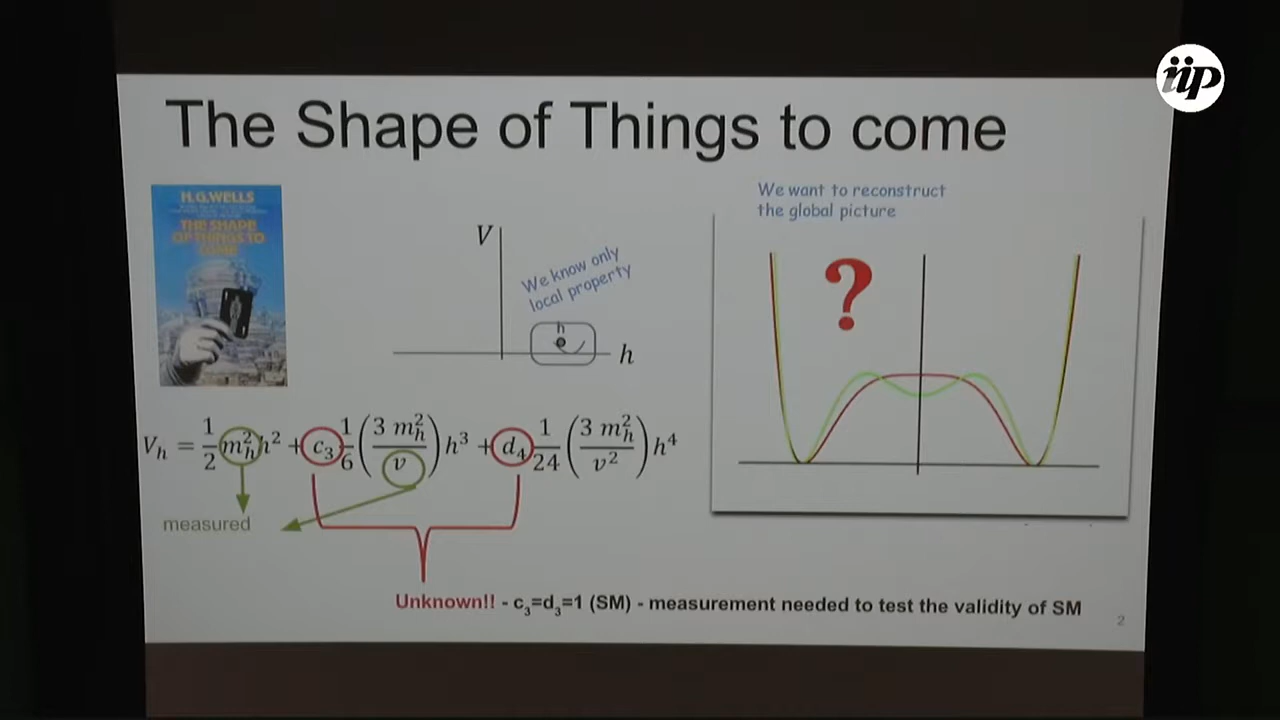 iip
The Shape of Things to come
H.G.WELLS
THE SHAPE
OF THINGS TO
COME
V
We know only
local property
h
h
We want to reconstruct
the global picture
?
V_h = 1/2 m_h^2 h^2 + c_3 1/6 (3 m_h^2 / v) h^3 + d_4 1/24 (3 m_h^2 / v^2) h^4
measured
Unknown!! - c_3=d_3=1 (SM) - measurement needed to test the validity of SM
2